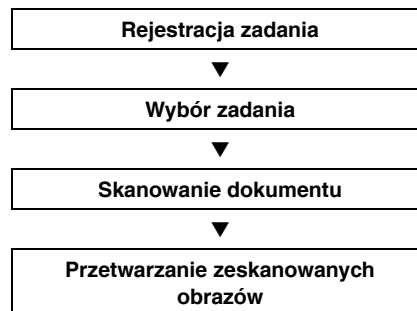 Rejestracja zadania
▼
Wybór zadania
▼
Skanowanie dokumentu
▼
Przetwarzanie zeskanowanych
obrazów